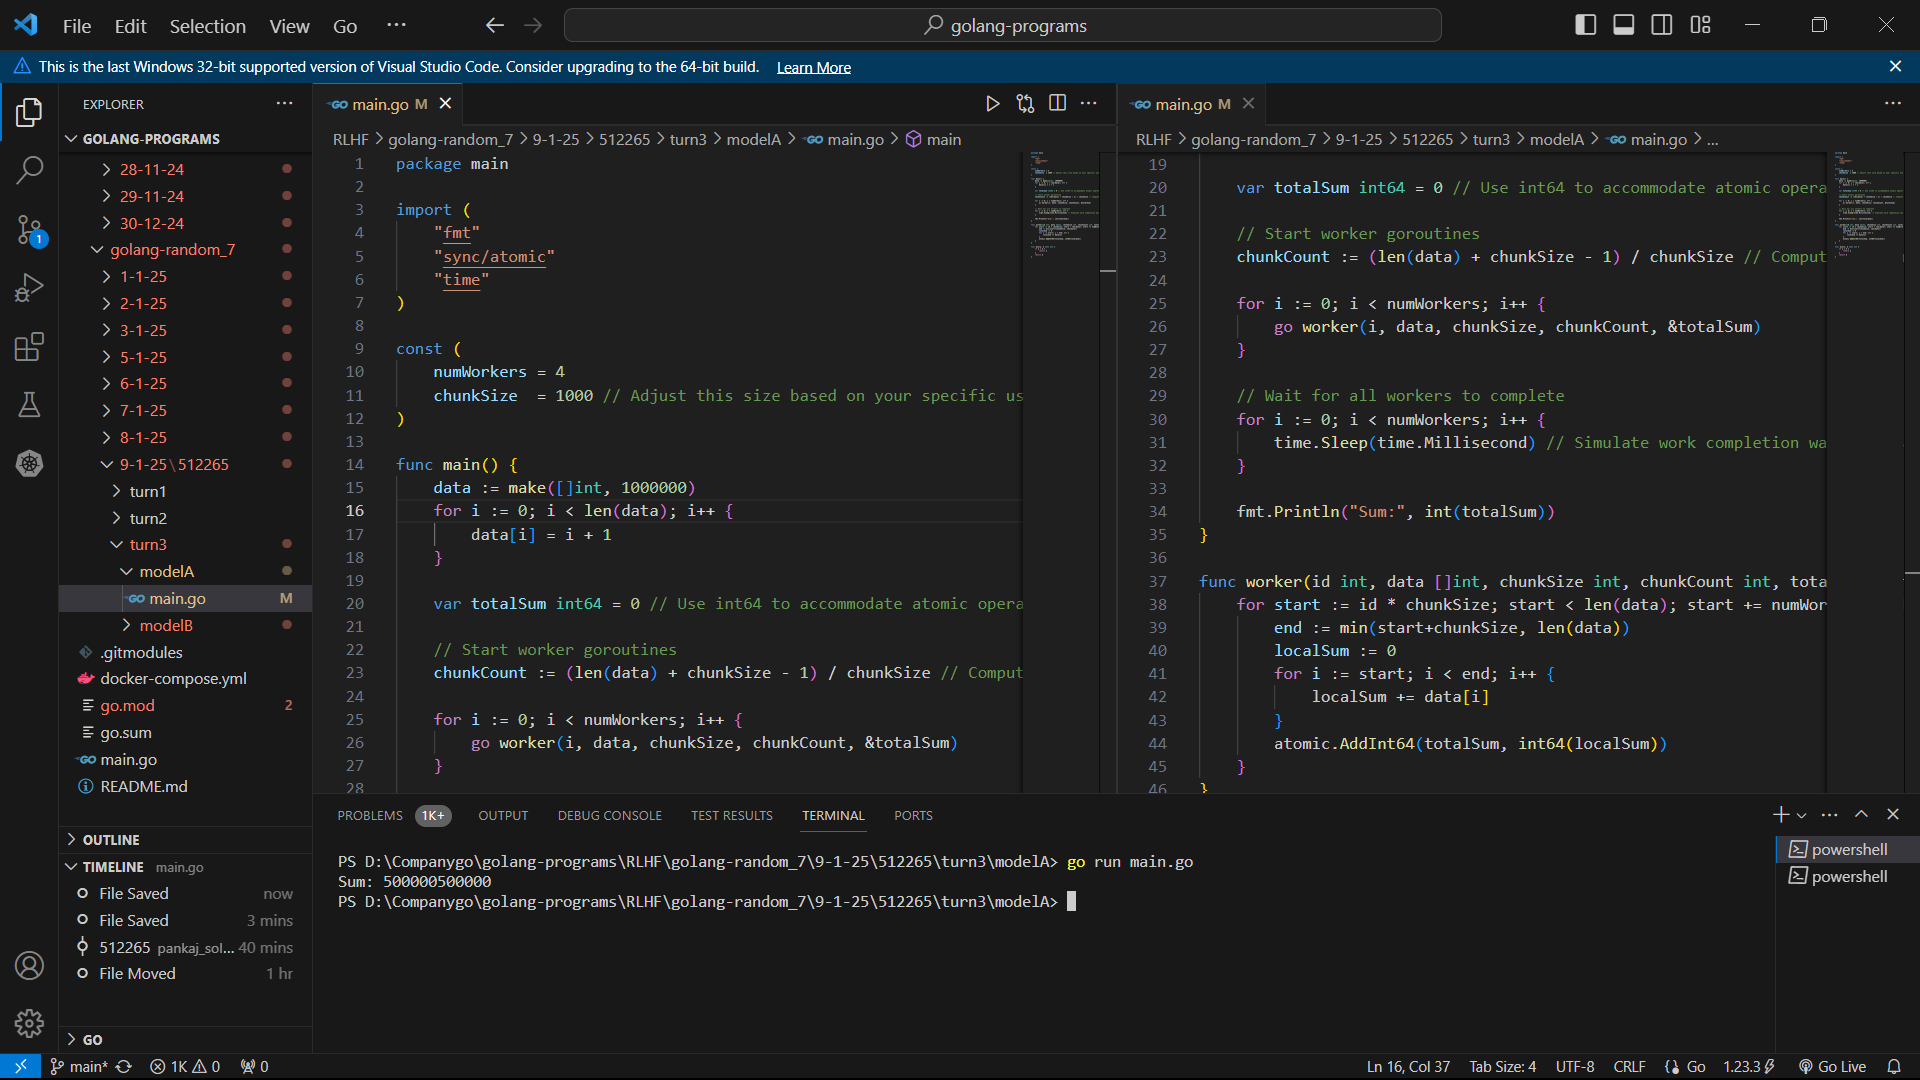 File Edit Selection View Go ···
golang-programs
This is the last Windows 32-bit supported version of Visual Studio Code. Consider upgrading to the 64-bit build. Learn More
EXPLORER
GOLANG-PROGRAMS
28-11-24
29-11-24
30-12-24
golang-random_7
1-1-25
2-1-25
3-1-25
5-1-25
6-1-25
7-1-25
8-1-25
9-1-25\512265
turn1
turn2
turn3
modelA
main.go M
modelB
.gitmodules
docker-compose.yml
go.mod 2
go.sum
main.go
README.md
OUTLINE
TIMELINE main.go
File Saved now
File Saved 3 mins
512265 pankaj_sol... 40 mins
File Moved 1 hr
GO
main.go M
RLHF > golang-random_7 > 9-1-25 > 512265 > turn3 > modelA > main.go > main
1 package main
2
3 import (
4 "fmt"
5 "sync/atomic"
6 "time"
7 )
8
9 const (
10 numWorkers = 4
11 chunkSize  = 1000 // Adjust this size based on your specific us
12 )
13
14 func main() {
15 data := make([]int, 1000000)
16 for i := 0; i < len(data); i++ {
17 data[i] = i + 1
18 }
19
20 var totalSum int64 = 0 // Use int64 to accommodate atomic opera
21
22 // Start worker goroutines
23 chunkCount := (len(data) + chunkSize - 1) / chunkSize // Comput
24
25 for i := 0; i < numWorkers; i++ {
26 go worker(i, data, chunkSize, chunkCount, &totalSum)
27 }
28
main.go M
RLHF > golang-random_7 > 9-1-25 > 512265 > turn3 > modelA > main.go > ...
19
20 var totalSum int64 = 0 // Use int64 to accommodate atomic opera
21
22 // Start worker goroutines
23 chunkCount := (len(data) + chunkSize - 1) / chunkSize // Comput
24
25 for i := 0; i < numWorkers; i++ {
26 go worker(i, data, chunkSize, chunkCount, &totalSum)
27 }
28
29 // Wait for all workers to complete
30 for i := 0; i < numWorkers; i++ {
31 time.Sleep(time.Millisecond) // Simulate work completion wa
32 }
33
34 fmt.Println("Sum:", int(totalSum))
35 }
36
37 func worker(id int, data []int, chunkSize int, chunkCount int, tota
38 for start := id * chunkSize; start < len(data); start += numWor
39 end := min(start+chunkSize, len(data))
40 localSum := 0
41 for i := start; i < end; i++ {
42 localSum += data[i]
43 }
44 atomic.AddInt64(totalSum, int64(localSum))
45 }
46 }
PROBLEMS 1K+ OUTPUT DEBUG CONSOLE TEST RESULTS TERMINAL PORTS
PS D:\Companygo\golang-programs\RLHF\golang-random_7\9-1-25\512265\turn3\modelA> go run main.go
Sum: 500000500000
PS D:\Companygo\golang-programs\RLHF\golang-random_7\9-1-25\512265\turn3\modelA>
powershell
powershell
1
main* 1K 0 0 Ln 16, Col 37 Tab Size: 4 UTF-8 CRLF Go 1.23.3 Go Live